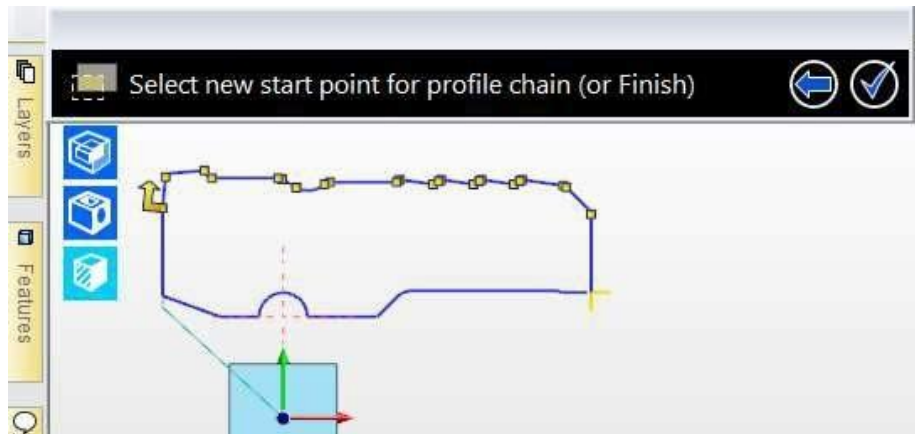 Select new start point for profile chain (or Finish)
Layers
Features